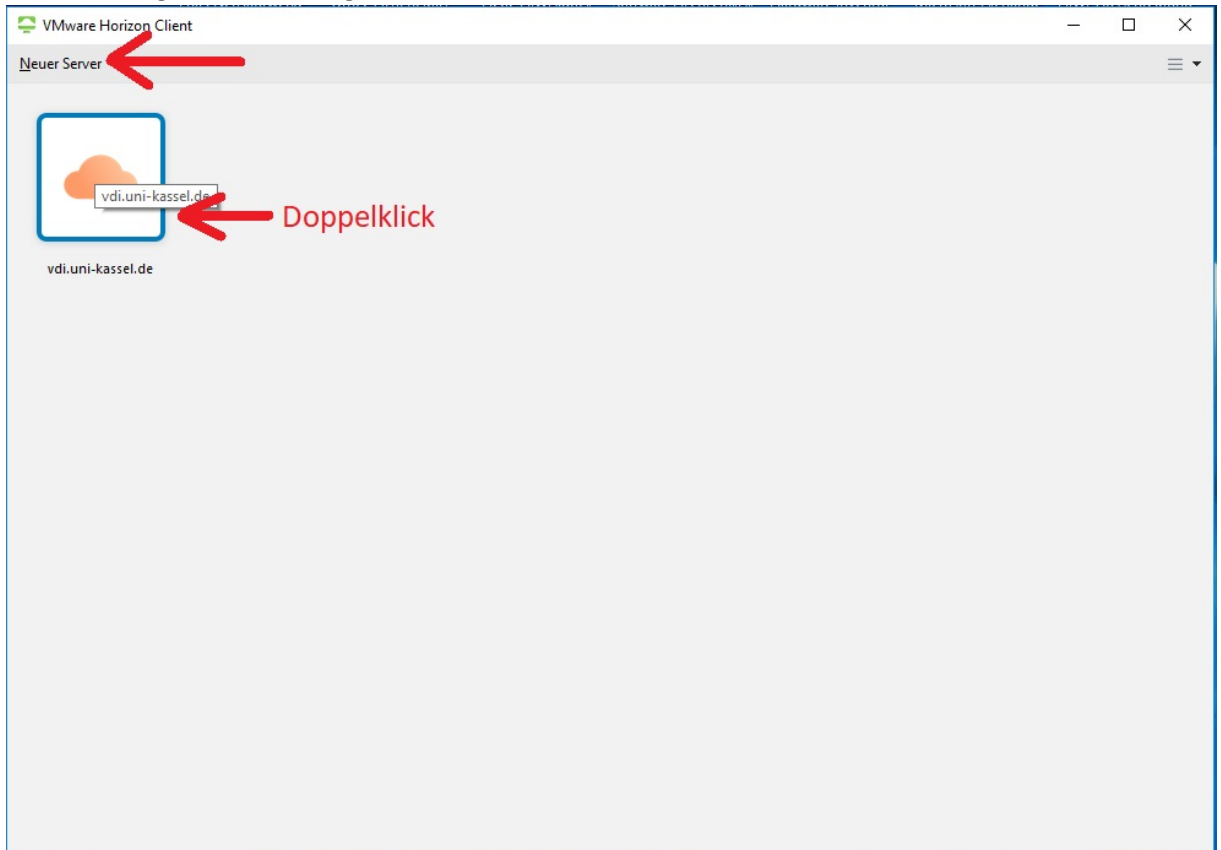 VMware Horizon Client
Neuer Server
vdi.uni-kassel.de
Doppelklick
vdi.uni-kassel.de